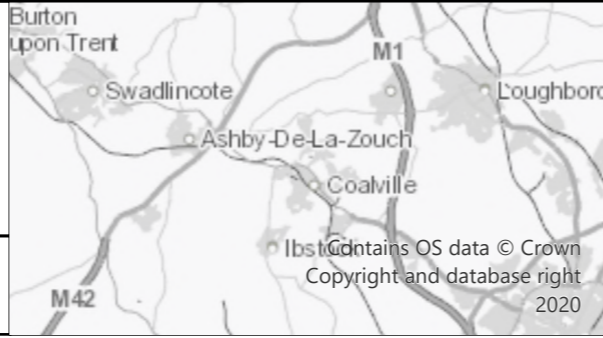 Burton
upon Trent
M1
Swadlincote
Loughboro
Ashby-De-La-Zouch
Coalville
Contains OS data © Crown
Copyright and database right
2020
M42